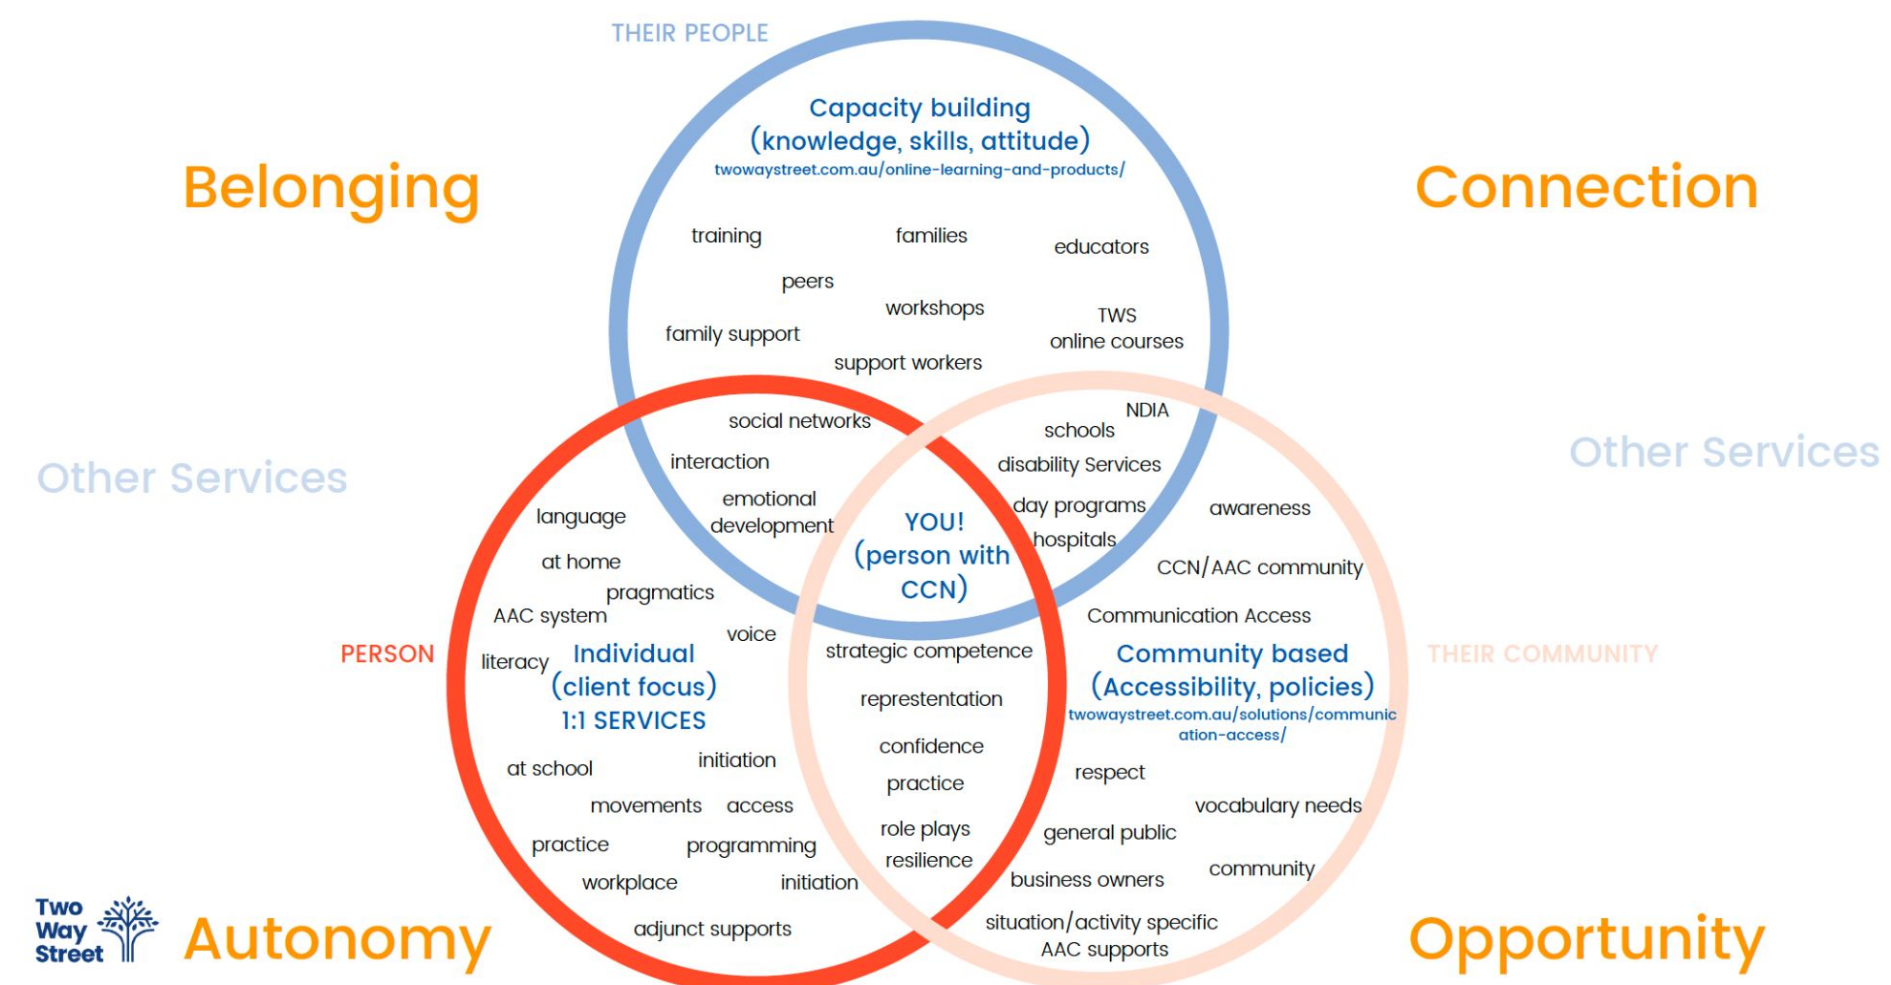 THEIR PEOPLE
Capacity building
(knowledge, skills, attitude)
twowaystreet.com.au/online-learning-and-products/
Belonging
Connection
training
families
educators
peers
workshops
TWS
online courses
family support
support workers
social networks
NDIA
schools
interaction
disability Services
Other Services
Other Services
emotional
development
day programs
hospitals
language
YOU!
(person with
CCN)
awareness
at home
CCN/AAC community
pragmatics
AAC system
Communication Access
voice
PERSON
literacy
Individual
(client focus)
1:1 SERVICES
strategic competence
represtentation
confidence
practice
role plays
resilience
Community based
(Accessibility, policies)
twowaystreet.com.au/solutions/communic
ation-access/
THEIR COMMUNITY
at school
initiation
respect
movements
access
vocabulary needs
practice
programming
general public
workplace
initiation
business owners
community
adjunct supports
situation/activity specific
AAC supports
Two
Way
Street
Autonomy
Opportunity